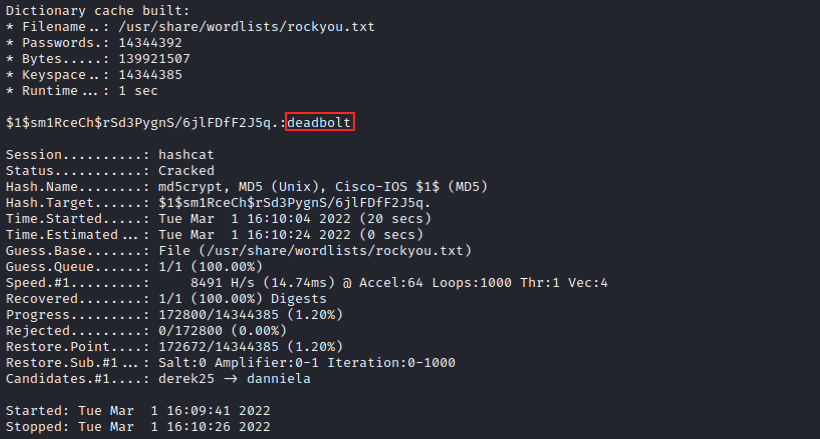 Dictionary cache built:
* Filename..: /usr/share/wordlists/rockyou.txt
* Passwords.: 14344392
* Bytes.....: 139921507
* Keyspace..: 14344385
* Runtime...: 1 sec
$1$sm1RceCh$rSd3PygnS/6jlFDfF2J5q.:deadbolt
Session..........: hashcat
Status...........: Cracked
Hash.Name........: md5crypt, MD5 (Unix), Cisco-IOS $1$ (MD5)
Hash.Target......: $1$sm1RceCh$rSd3PygnS/6jlFDfF2J5q.
Time.Started.....: Tue Mar  1 16:10:04 2022 (20 secs)
Time.Estimated...: Tue Mar  1 16:10:24 2022 (0 secs)
Guess.Base.......: File (/usr/share/wordlists/rockyou.txt)
Guess.Queue......: 1/1 (100.00%)
Speed.#1.........:     8491 H/s (14.74ms) @ Accel:64 Loops:1000 Thr:1 Vec:4
Recovered........: 1/1 (100.00%) Digests
Progress.........: 172800/14344385 (1.20%)
Rejected.........: 0/172800 (0.00%)
Restore.Point....: 172672/14344385 (1.20%)
Restore.Sub.#1...: Salt:0 Amplifier:0-1 Iteration:0-1000
Candidates.#1....: derek25 -> danniela
Started: Tue Mar  1 16:09:41 2022
Stopped: Tue Mar  1 16:10:26 2022